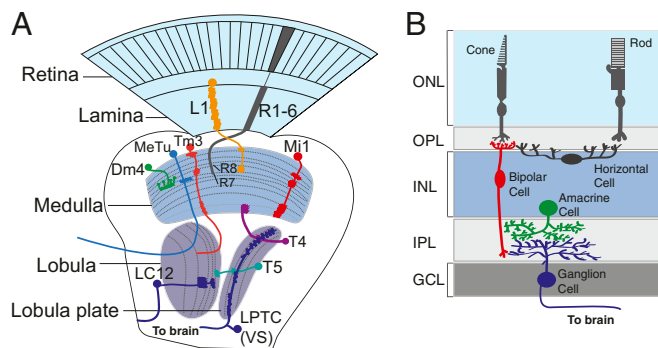 A
Retina
Lamina
L1
R1-6
MeTu
Tm3
Mi1
Dm4
R8
R7
Medulla
T4
Lobula
LC12
T5
Lobula plate
LPTC
(VS)
To brain
B
Cone
Rod
ONL
OPL
INL
Bipolar
Cell
Horizontal
Cell
Amacrine
Cell
IPL
GCL
Ganglion
Cell
To brain